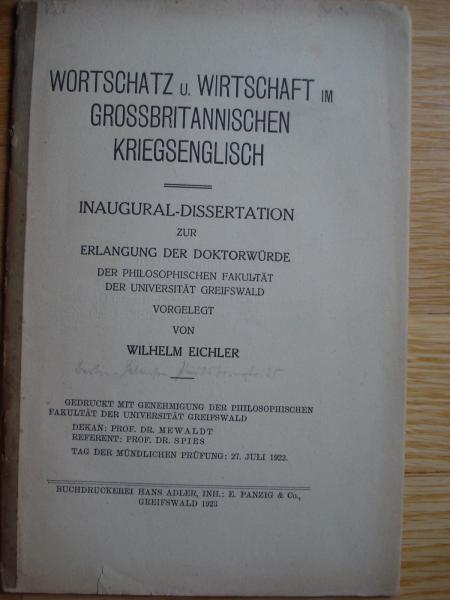 WORTSCHATZ U. WIRTSCHAFT IM
GROSSBRITANNISCHEN
KRIEGSENGLISCH
INAUGURAL-DISSERTATION
ZUR
ERLANGUNG DER DOKTORWÜRDE
DER PHILOSOPHISCHEN FAKULTÄT
DER UNIVERSITÄT GREIFSWALD
VORGELEGT
VON
WILHELM EICHLER
GEDRUCKT MIT GENEHMIGUNG DER PHILOSOPHISCHEN
FAKULTÄT DER UNIVERSITÄT GREIFSWALD
DEKAN: PROF. DR. MEWALDT
REFERENT: PROF. DR. SPIES
TAG DER MÜNDLICHEN PRÜFUNG: 27. JULI 1922.
BUCHDRUCKEREI HANS ADLER, INH.: E. PANZIG & Co.,
GREIFSWALD 1923